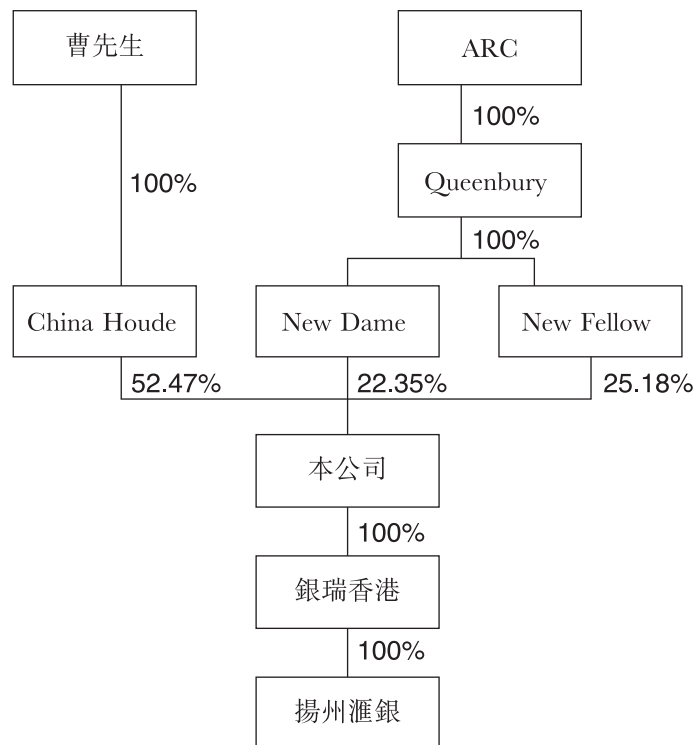 曹先生
ARC
100%
Queenbury
100%
100%
China Houde
New Dame
New Fellow
52.47%
22.35%
25.18%
本公司
100%
銀瑞香港
100%
揚州滙銀